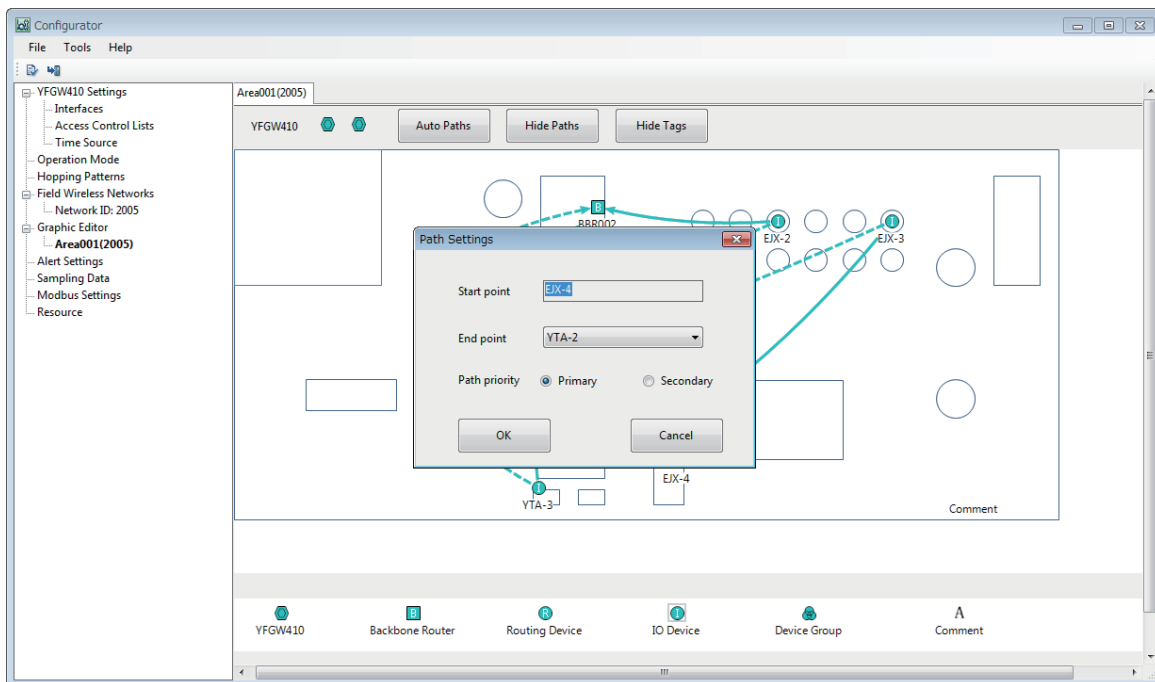 Configurator
File Tools Help
YFGW410 Settings
Interfaces
Access Control Lists
Time Source
Operation Mode
Hopping Patterns
Field Wireless Networks
Network ID: 2005
Graphic Editor
Area001(2005)
Alert Settings
Sampling Data
Modbus Settings
Resource
Area001(2005)
YFGW410 Auto Paths Hide Paths Hide Tags
B
BBR002
I I
EJX-2 EJX-3
Path Settings
Start point EJX-4
End point YTA-2
Path priority Primary Secondary
OK Cancel
EJX-4
I
YTA-3
Comment
B R I A
YFGW410 Backbone Router Routing Device IO Device Device Group Comment